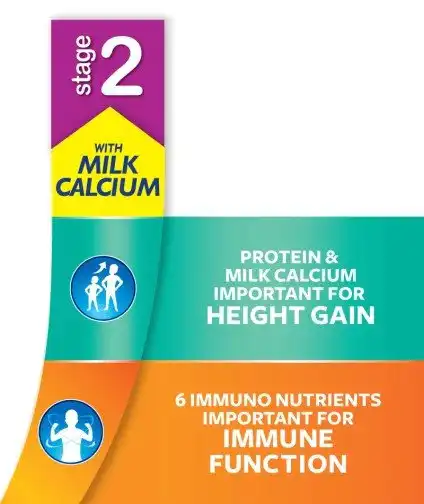 stage 2
WITH
MILK
CALCIUM
PROTEIN &
MILK CALCIUM
IMPORTANT FOR
HEIGHT GAIN
6 IMMUNO NUTRIENTS
IMPORTANT FOR
IMMUNE
FUNCTION